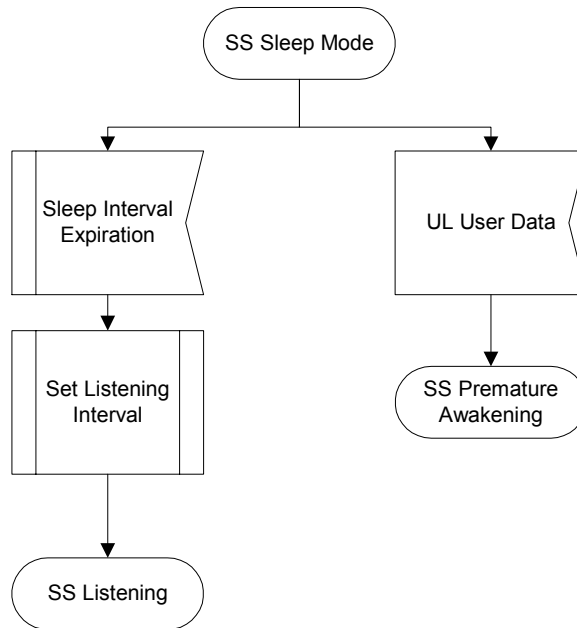 SS Sleep Mode
Sleep Interval
Expiration
UL User Data
Set Listening
Interval
SS Premature
Awakening
SS Listening